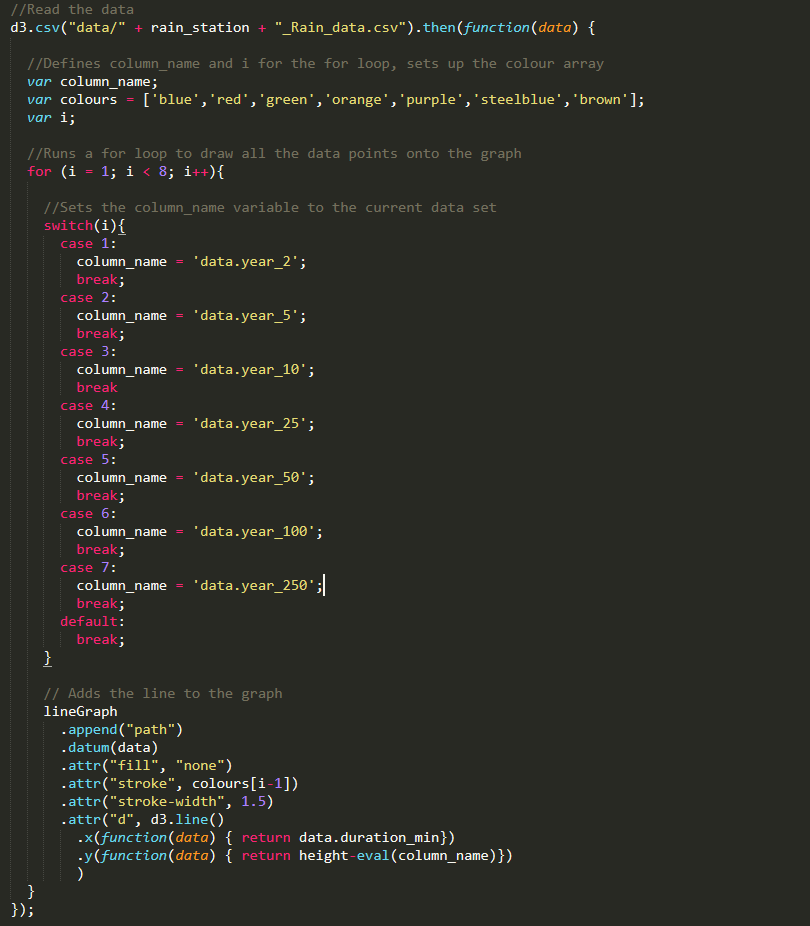 //Read the data
d3.csv("data/" + rain_station + "_Rain_data.csv").then(function(data) {
//Defines column_name and i for the for loop, sets up the colour array
var column_name;
var colours = ['blue','red','green','orange','purple','steelblue','brown'];
var i;
//Runs a for loop to draw all the data points onto the graph
for (i = 1; i < 8; i++){
//Sets the column_name variable to the current data set
switch(i){
case 1:
column_name = 'data.year_2';
break;
case 2:
column_name = 'data.year_5';
break;
case 3:
column_name = 'data.year_10';
break
case 4:
column_name = 'data.year_25';
break;
case 5:
column_name = 'data.year_50';
break;
case 6:
column_name = 'data.year_100';
break;
case 7:
column_name = 'data.year_250';
break;
default:
break;
}
// Adds the line to the graph
lineGraph
.append("path")
.datum(data)
.attr("fill", "none")
.attr("stroke", colours[i-1])
.attr("stroke-width", 1.5)
.attr("d", d3.line()
.x(function(data) { return data.duration_min})
.y(function(data) { return height-eval(column_name)})
)
}
});